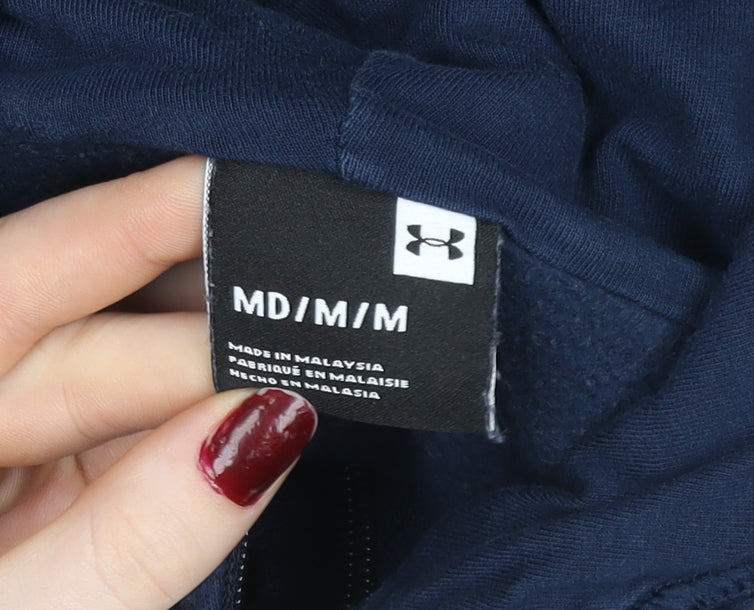 MD/M/M
MADE IN MALAYSIA
FABRIQUÉ EN MALAISIE
HECHO EN MALASIA